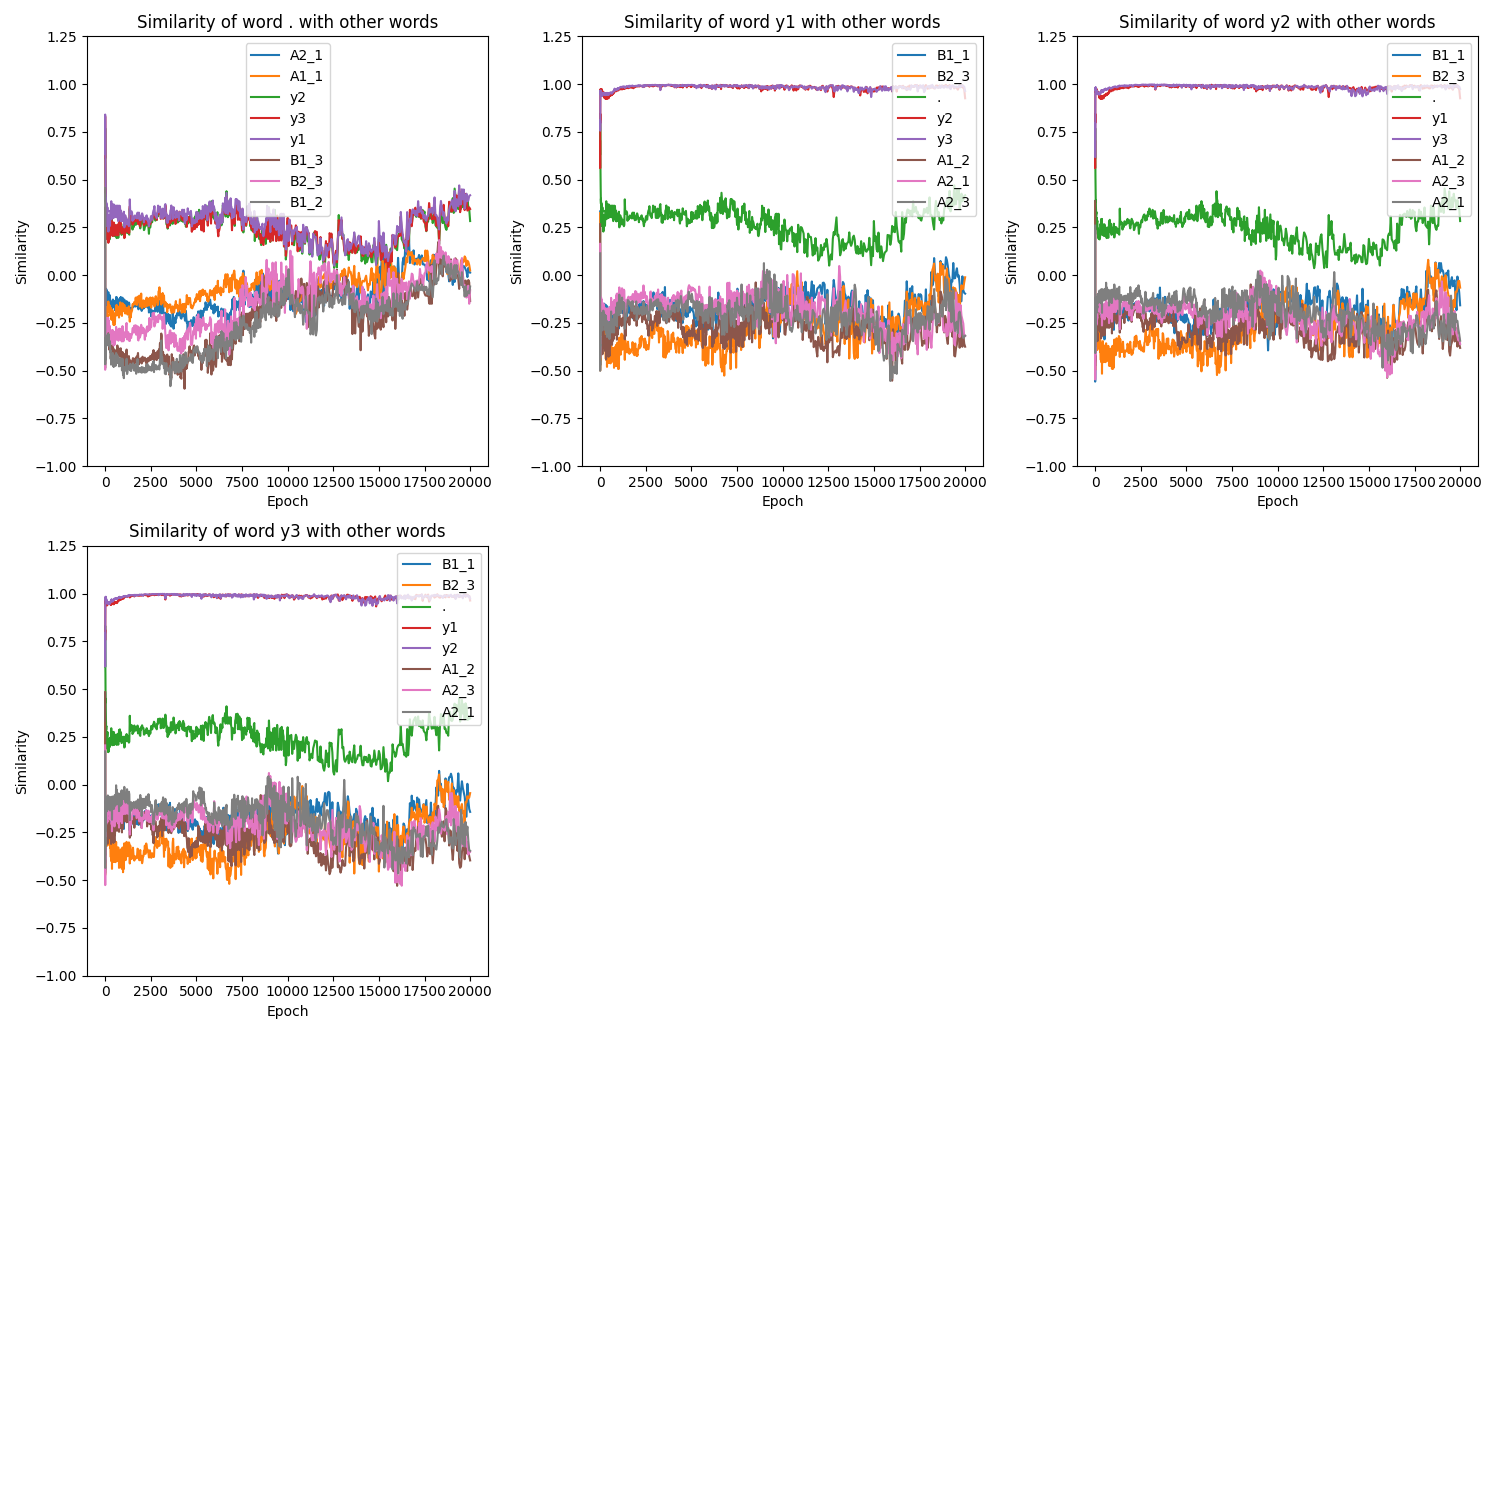 Similarity of word . with other words
1.25
1.00
0.75
0.50
0.25
0.00
−0.25
−0.50
−0.75
−1.00
Similarity
A2_1
A1_1
y2
y3
y1
B1_3
B2_3
B1_2
0 2500 5000 7500 10000 12500 15000 17500 20000
Epoch
Similarity of word y1 with other words
1.25
1.00
0.75
0.50
0.25
0.00
−0.25
−0.50
−0.75
−1.00
Similarity
B1_1
B2_3
.
y2
y3
A1_2
A2_1
A2_3
0 2500 5000 7500 10000 12500 15000 17500 20000
Epoch
Similarity of word y2 with other words
1.25
1.00
0.75
0.50
0.25
0.00
−0.25
−0.50
−0.75
−1.00
Similarity
B1_1
B2_3
.
y1
y3
A1_2
A2_3
A2_1
0 2500 5000 7500 10000 12500 15000 17500 20000
Epoch
Similarity of word y3 with other words
1.25
1.00
0.75
0.50
0.25
0.00
−0.25
−0.50
−0.75
−1.00
Similarity
B1_1
B2_3
.
y1
y2
A1_2
A2_3
A2_1
0 2500 5000 7500 10000 12500 15000 17500 20000
Epoch